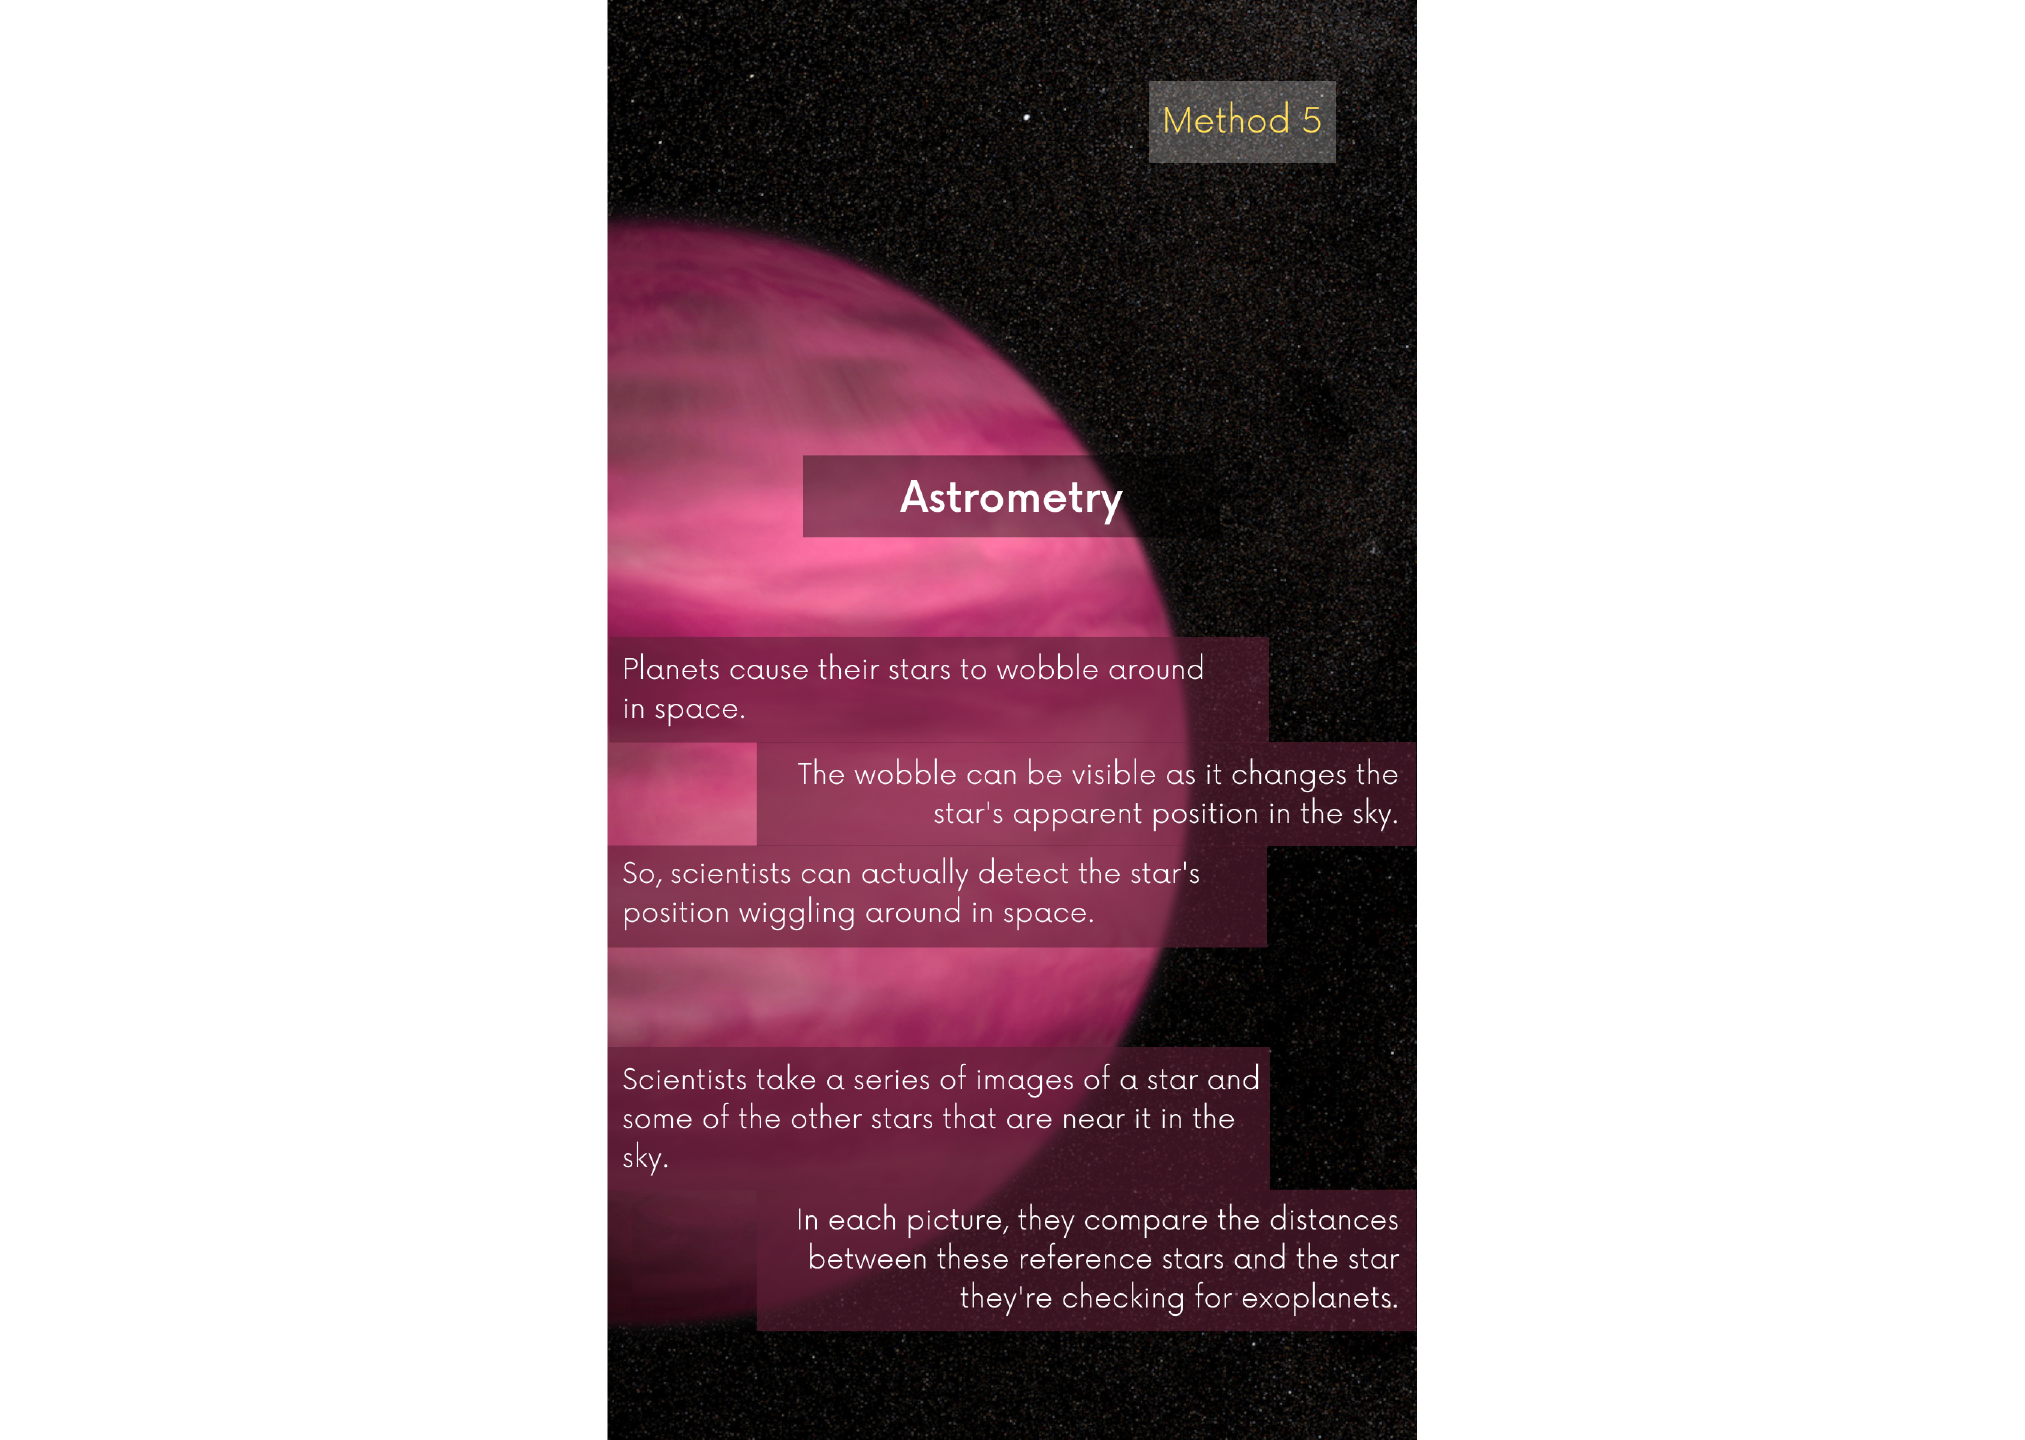 Method 5
Astrometry
Planets cause their stars to wobble around
in space.
The wobble can be visible as it changes the
star's apparent position in the sky.
So, scientists can actually detect the star's
position wiggling around in space.
Scientists take a series of images of a star and
some of the other stars that are near it in the
sky.
In each picture, they compare the distances
between these reference stars and the star
they're checking for exoplanets.